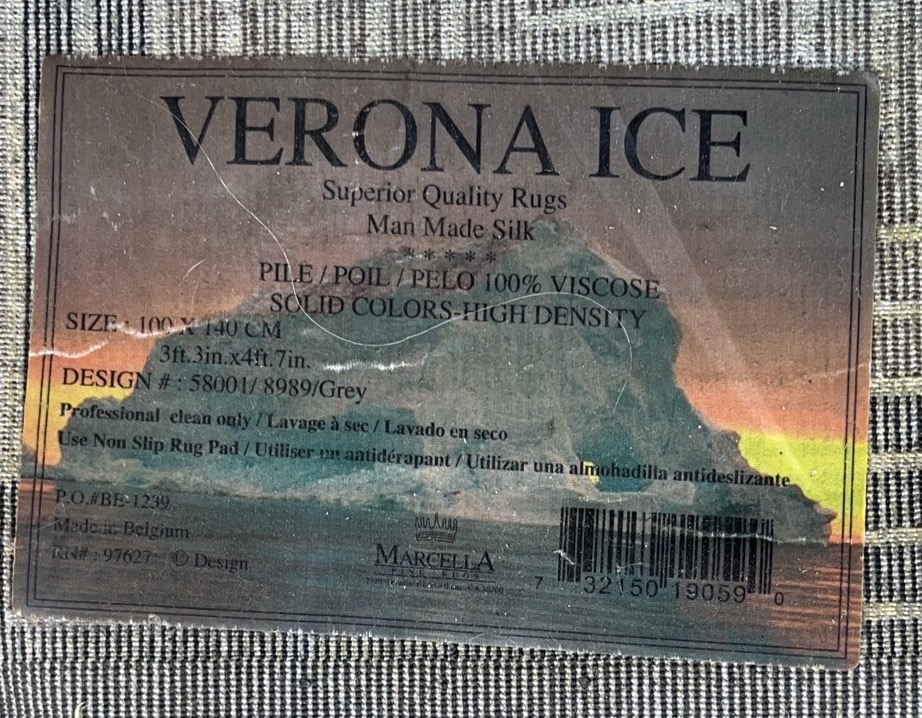 VERONA ICE
Superior Quality Rugs
Man Made Silk
* * * * *
PILE / POIL / PELO 100% VISCOSE
SOLID COLORS-HIGH DENSITY
SIZE : 100 X 140 CM
3ft.3in.x4ft.7in.
DESIGN # : 58001/ 8989/Grey
Professional clean only / Lavage à sec / Lavado en seco
Use Non Slip Rug Pad / Utiliser un antidérapant / Utilizar una almohadilla antideslizante
P.O.#BE-1239
Made in Belgium
RN# : 97627 © Design
MARCELLA
7 32150 19059 0